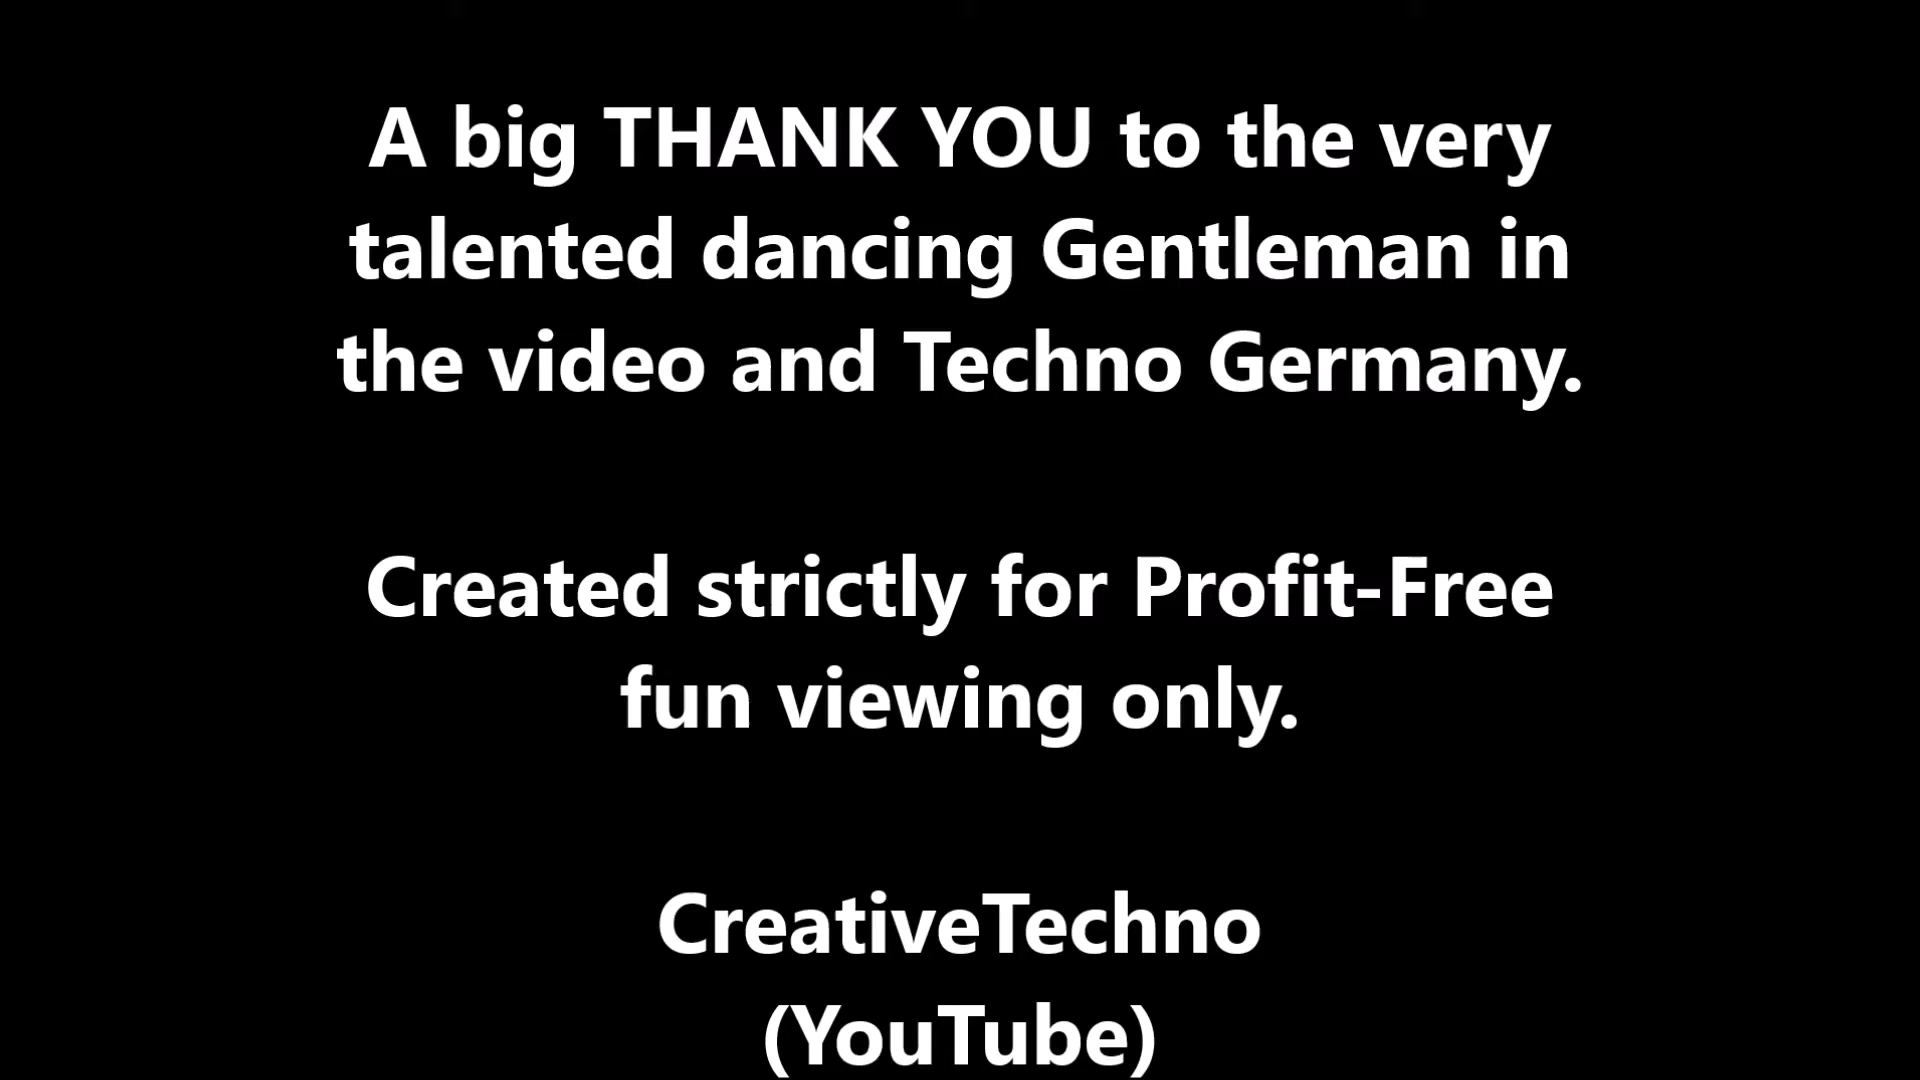 A big THANK YOU to the very
talented dancing Gentleman in
the video and Techno Germany.
Created strictly for Profit-Free
fun viewing only.
CreativeTechno
(YouTube)